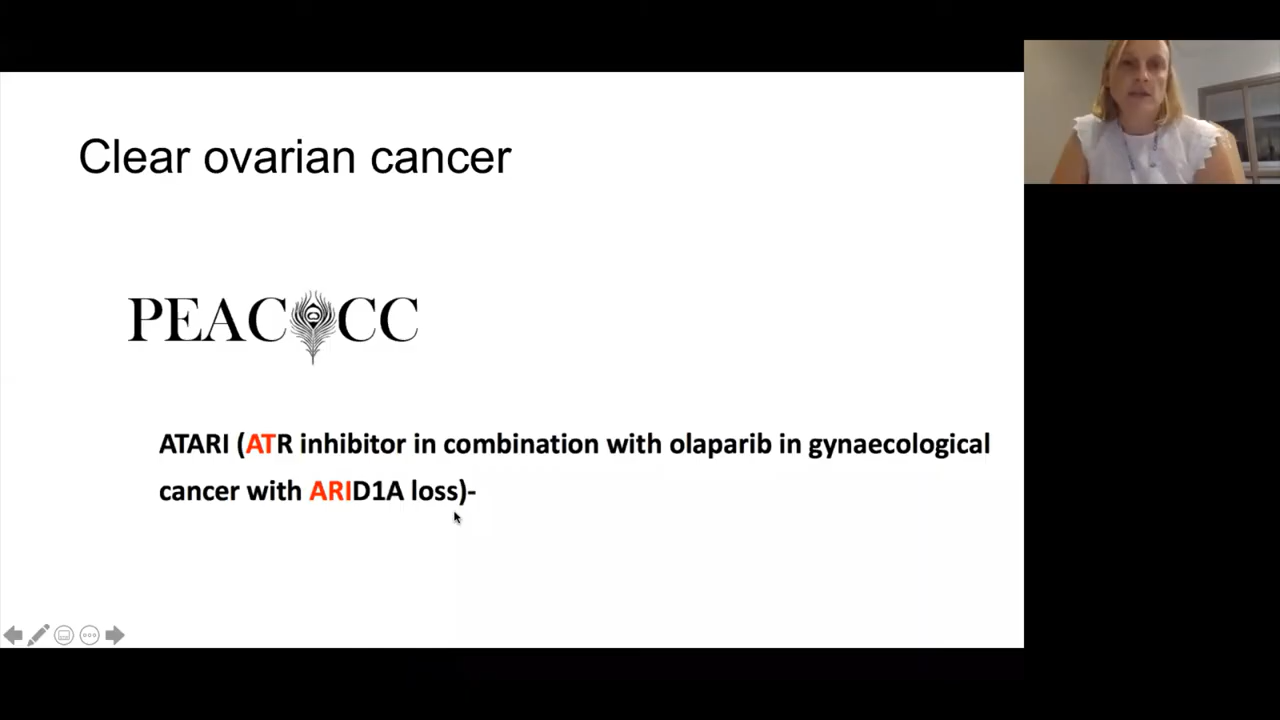 Clear ovarian cancer
PEACOCC
ATARI (ATR inhibitor in combination with olaparib in gynaecological
cancer with ARID1A loss)-